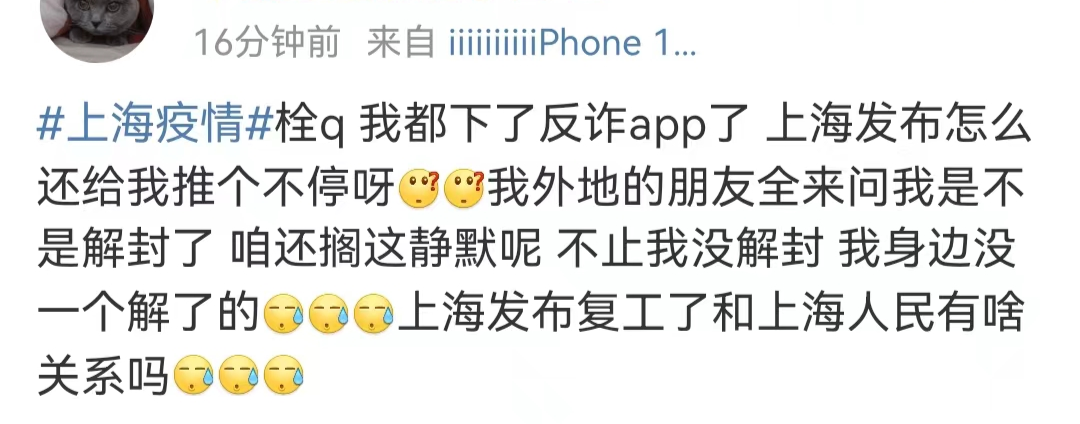 16分钟前 来自 iiiiiiiiiiPhone 1...
#上海疫情#栓q 我都下了反诈app了 上海发布怎么
还给我推个不停呀我外地的朋友全来问我是不
是解封了 咱还搁这静默呢 不止我没解封 我身边没
一个解了的上海发布复工了和上海人民有啥
关系吗